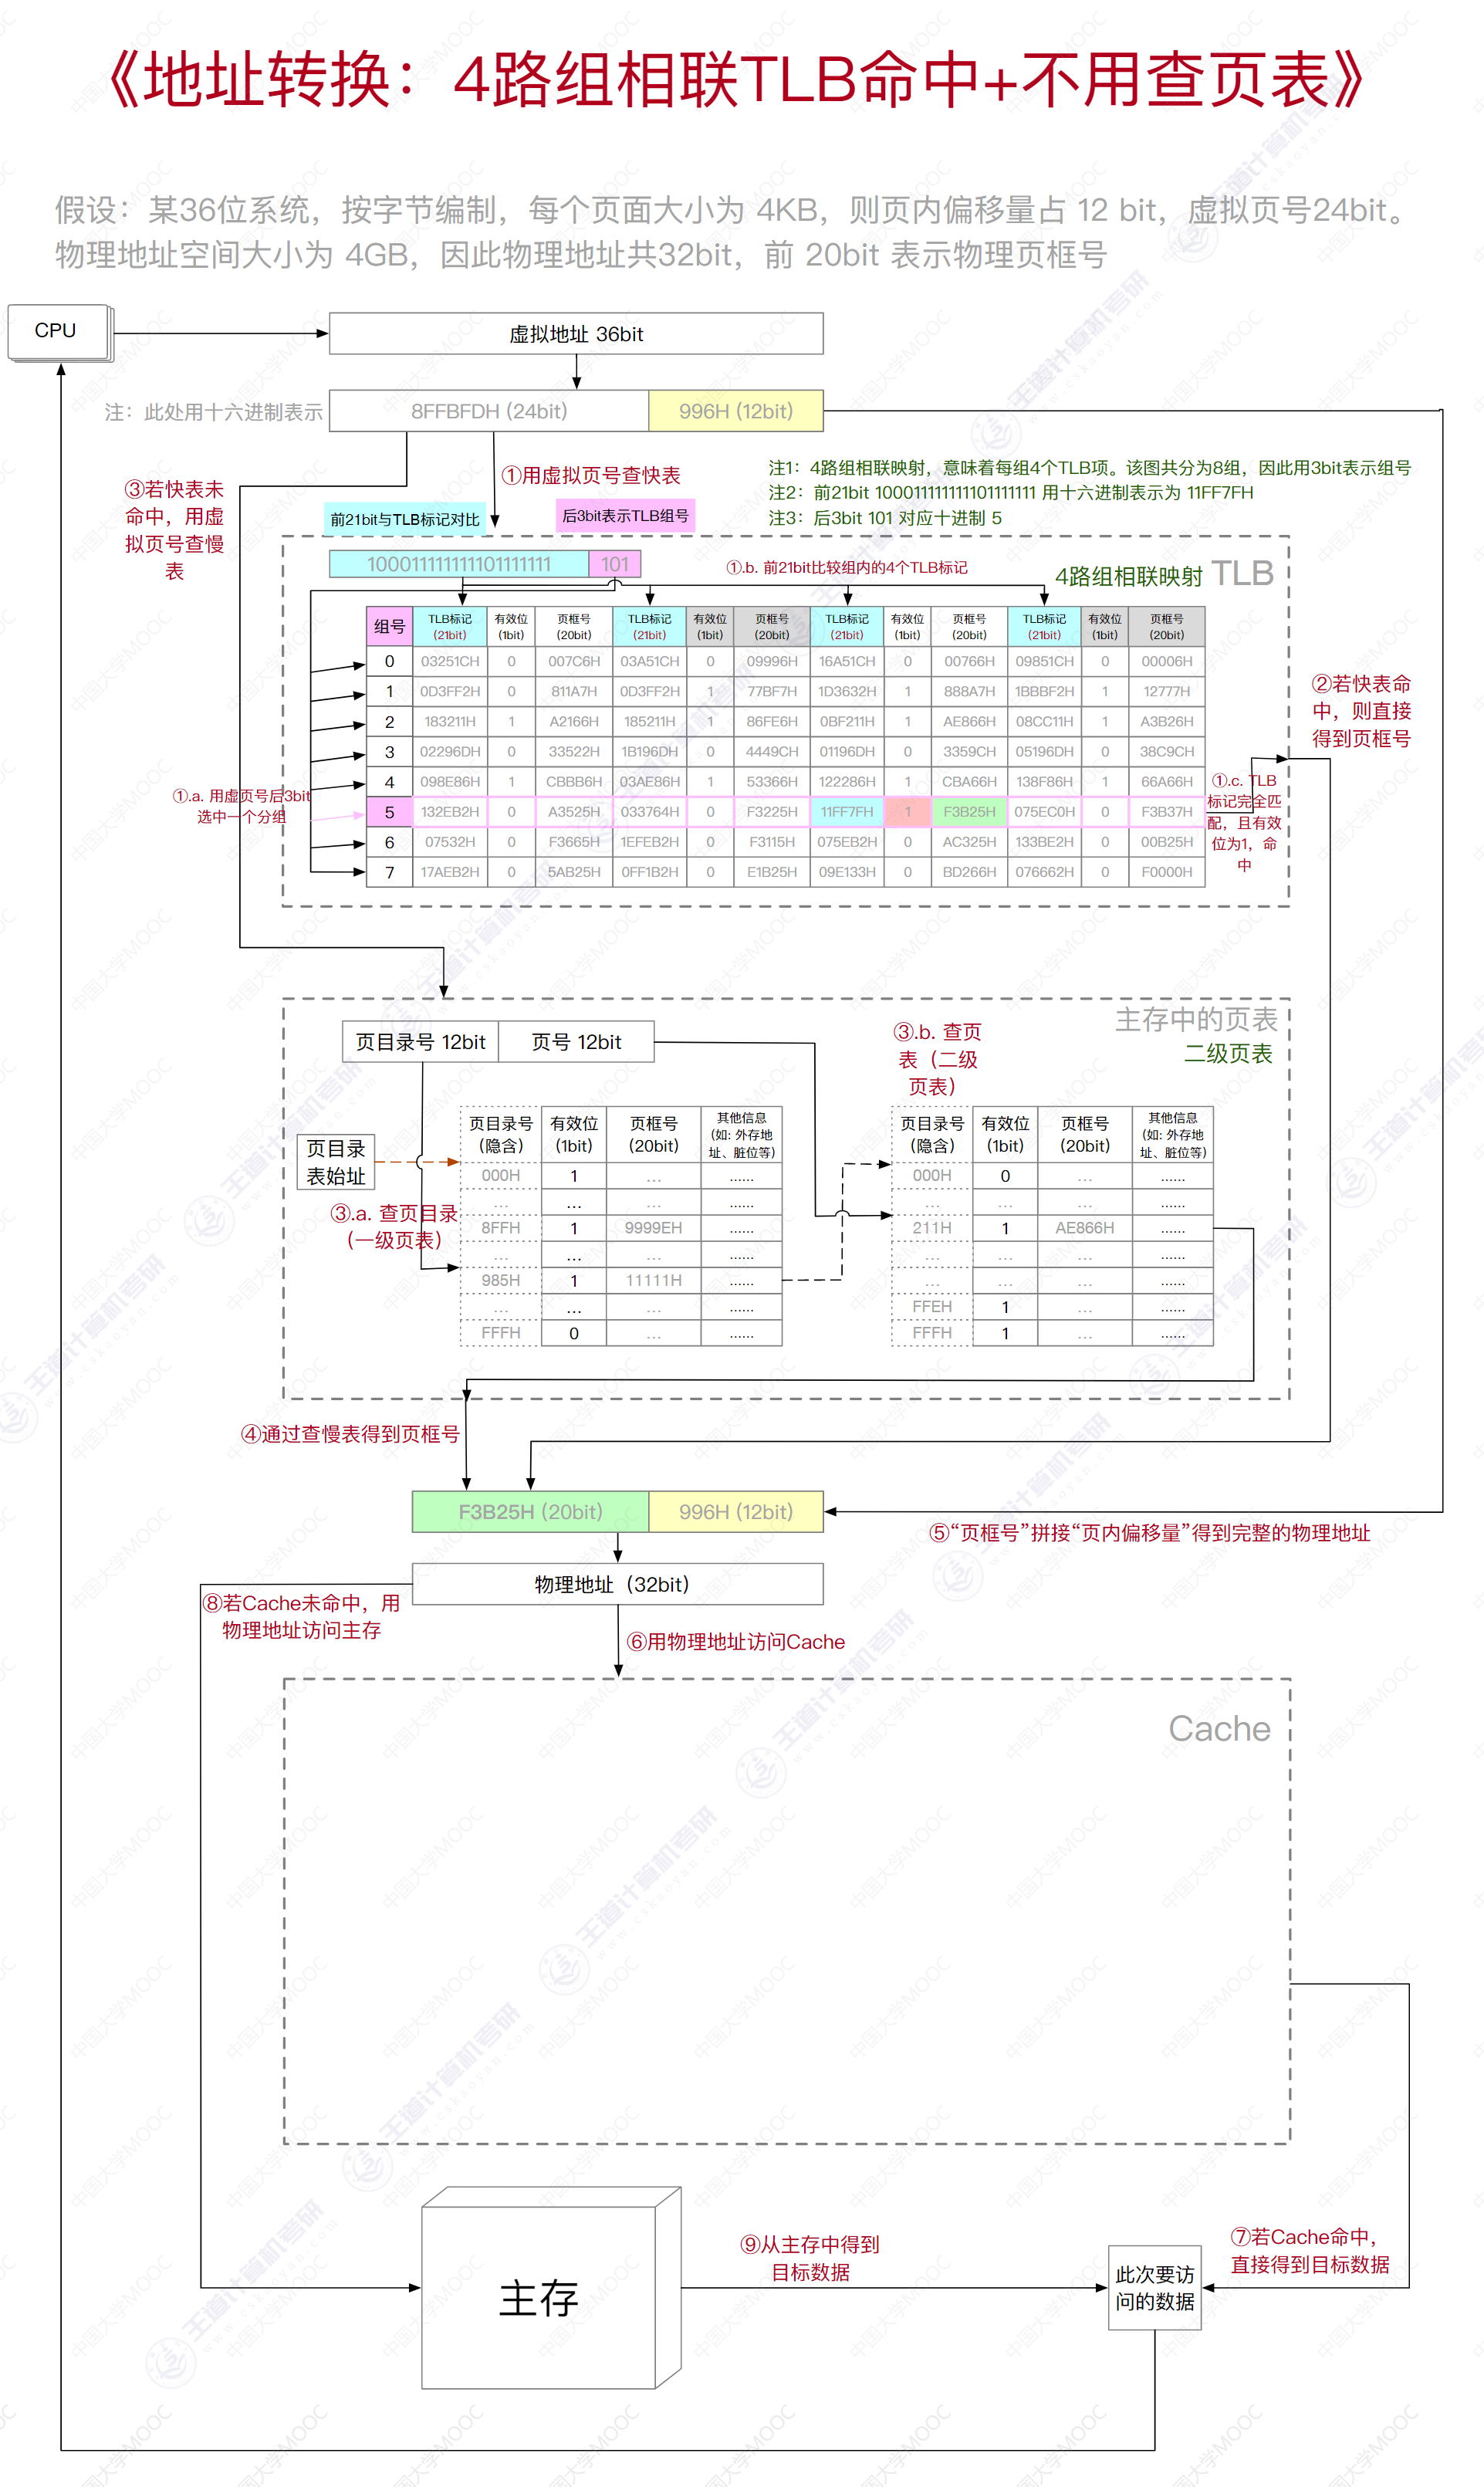 《地址转换：4路组相联TLB命中+不用查页表》
假设：某36位系统，按字节编制，每个页面大小为 4KB，则页内偏移量占 12 bit，虚拟页号24bit。
物理地址空间大小为 4GB，因此物理地址共32bit，前 20bit 表示物理页框号
CPU
虚拟地址 36bit
注：此处用十六进制表示
8FFBFDH (24bit)
996H (12bit)
①用虚拟页号查快表
③若快表未
命中，用虚
拟页号查慢
表
注1：4路组相联映射，意味着每组4个TLB项。该图共分为8组，因此用3bit表示组号
注2：前21bit 100011111111101111111 用十六进制表示为 11FF7FH
注3：后3bit 101 对应十进制 5
前21bit与TLB标记对比
后3bit表示TLB组号
100011111111101111111
101
①.b. 前21bit比较组内的4个TLB标记
4路组相联映射 TLB
组号 TLB标记 有效位 页框号 TLB标记 有效位 页框号 TLB标记 有效位 页框号 TLB标记 有效位 页框号
(21bit) (1bit) (20bit) (21bit) (1bit) (20bit) (21bit) (1bit) (20bit) (21bit) (1bit) (20bit)
0 03251CH 0 007C6H 03A51CH 0 09996H 16A51CH 0 00766H 09851CH 0 00006H
1 0D3FF2H 0 811A7H 0D3FF2H 1 77BF7H 1D3632H 1 888A7H 1BBBF2H 1 12777H
2 183211H 1 A2166H 185211H 1 86FE6H 0BF211H 1 AE866H 08CC11H 1 A3B26H
3 02296DH 0 33522H 1B196DH 0 4449CH 01196DH 0 3359CH 05196DH 0 38C9CH
4 098E86H 1 CBBB6H 03AE86H 1 53366H 122286H 1 CBA66H 138F86H 1 66A66H
5 132EB2H 0 A3525H 033764H 0 F3225H 11FF7FH 1 F3B25H 075EC0H 0 F3B37H
6 07532H 0 F3665H 1EFEB2H 0 F3115H 075EB2H 0 AC325H 133BE2H 0 00B25H
7 17AEB2H 0 5AB25H 0FF1B2H 0 E1B25H 09E133H 0 BD266H 076662H 0 F0000H
①.a. 用虚页号后3bit
选中一个分组
①.c. TLB
标记完全匹
配，且有效
位为1，命
中
②若快表命
中，则直接
得到页框号
主存中的页表
二级页表
页目录号 12bit
页号 12bit
③.b. 查页
表（二级
页表）
页目录
表始址
③.a. 查页目录
（一级页表）
页目录号 有效位 页框号 其他信息
(隐含) (1bit) (20bit) (如: 外存地
址、脏位等)
000H 1 ... ......
... ... ... ......
8FFH 1 9999EH ......
... ... ... ......
985H 1 11111H ......
... ... ... ......
FFFH 0 ... ......
页目录号 有效位 页框号 其他信息
(隐含) (1bit) (20bit) (如: 外存地
址、脏位等)
000H 0 ... ......
... ... ... ......
211H 1 AE866H ......
... ... ... ......
... ... ... ......
FFEH 1 ... ......
FFFH 1 ... ......
④通过查慢表得到页框号
F3B25H (20bit)
996H (12bit)
⑤“页框号”拼接“页内偏移量”得到完整的物理地址
物理地址（32bit）
⑧若Cache未命中，用
物理地址访问主存
⑥用物理地址访问Cache
Cache
主存
⑨从主存中得到
目标数据
此次要访
问的数据
⑦若Cache命中，
直接得到目标数据
中国大学MOOC
王道计算机考研
www.cskaoyan.com